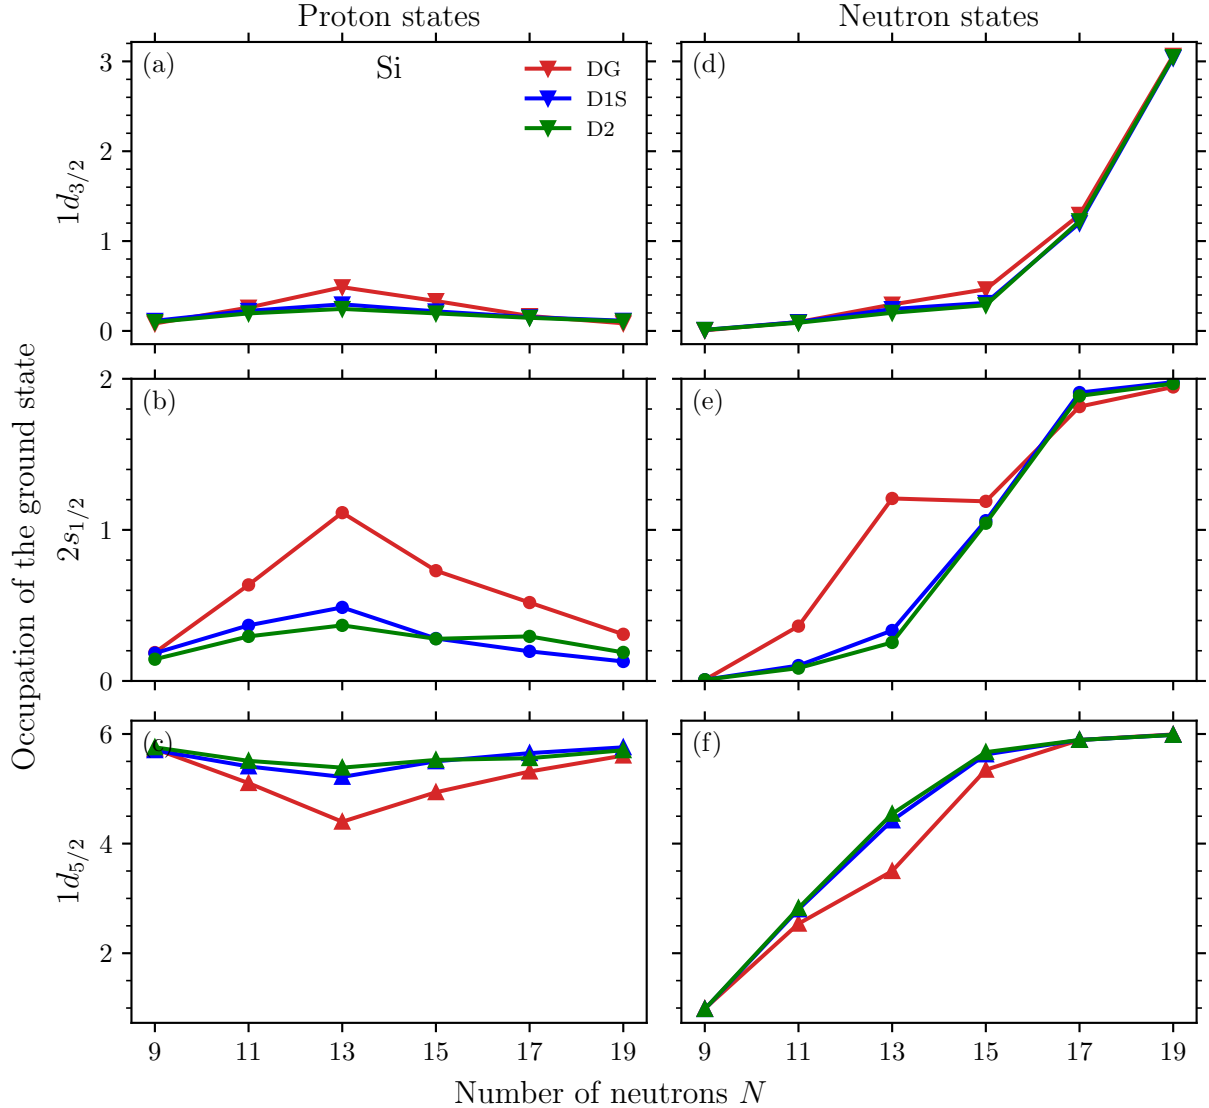 Proton states
Neutron states
(a)
Si
DG
D1S
D2
(d)
3
2
1
0
1d3/2
(b)
(e)
2
1
0
2s1/2
Occupation of the ground state
(c)
(f)
6
4
2
1d5/2
9 11 13 15 17 19
9 11 13 15 17 19
Number of neutrons N